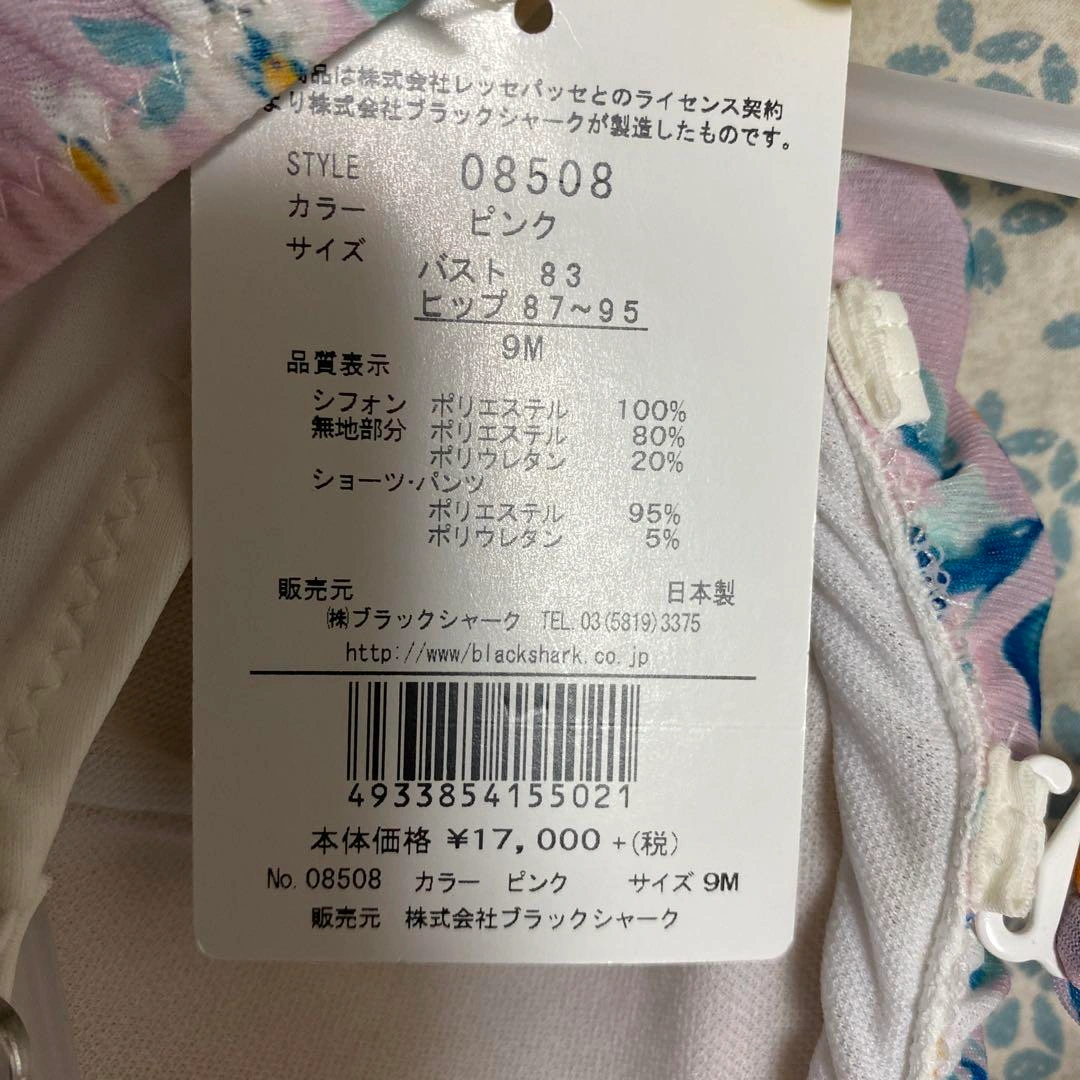 品は株式会社レッセパッセとのライセンス契約
より株式会社ブラックシャークが製造したものです。
STYLE 08508
カラー ピンク
サイズ バスト 83
ヒップ 87~95
9M
品質表示
シフォン ポリエステル 100%
無地部分 ポリエステル 80%
ポリウレタン 20%
ショーツ・パンツ
ポリエステル 95%
ポリウレタン 5%
販売元 日本製
㈱ブラックシャーク TEL 03(5819)3375
http://www/blackshark.co.jp
4933854155021
本体価格 ¥17,000+(税)
No. 08508 カラー ピンク サイズ 9M
販売元 株式会社ブラックシャーク